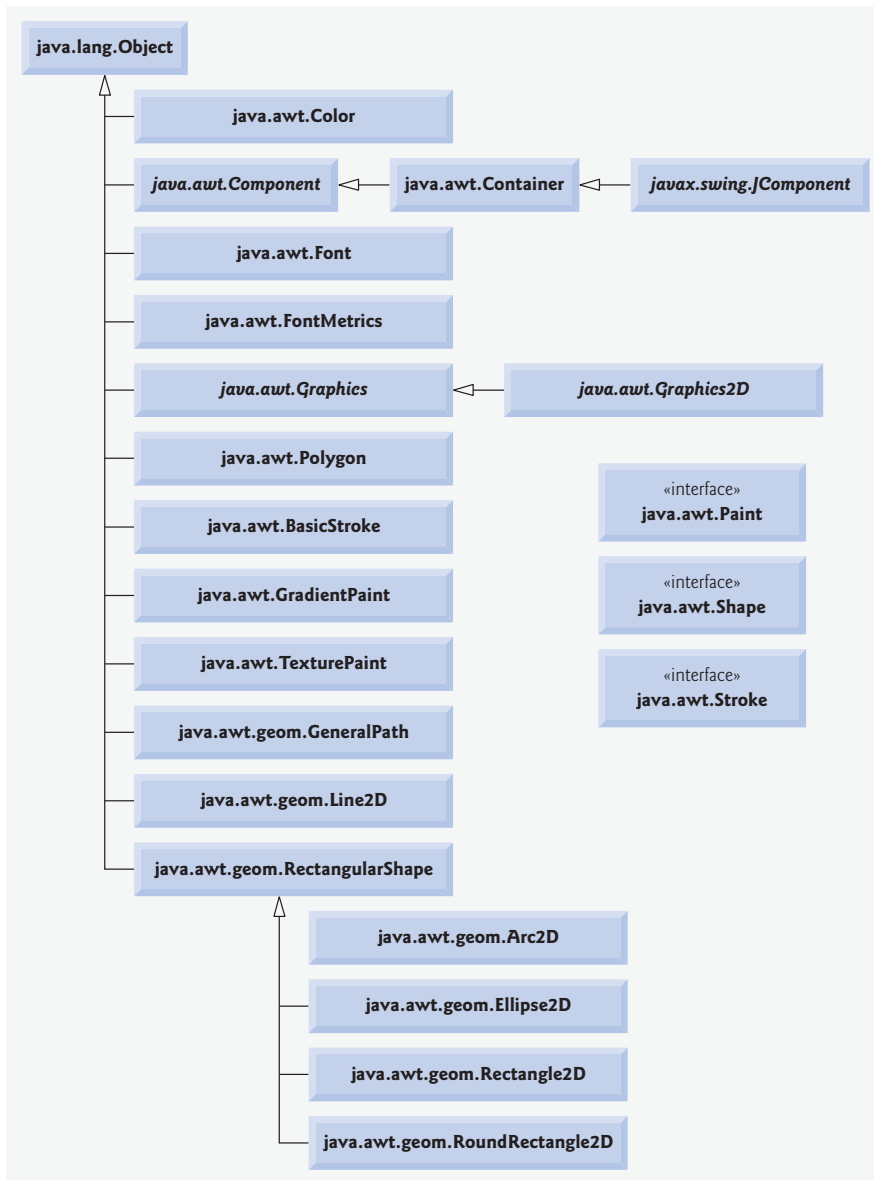 java.lang.Object
java.awt.Color
java.awt.Component
java.awt.Container
javax.swing.JComponent
java.awt.Font
java.awt.FontMetrics
java.awt.Graphics
java.awt.Graphics2D
java.awt.Polygon
«interface»
java.awt.Paint
java.awt.BasicStroke
«interface»
java.awt.Shape
java.awt.GradientPaint
java.awt.TexturePaint
«interface»
java.awt.Stroke
java.awt.geom.GeneralPath
java.awt.geom.Line2D
java.awt.geom.RectangularShape
java.awt.geom.Arc2D
java.awt.geom.Ellipse2D
java.awt.geom.Rectangle2D
java.awt.geom.RoundRectangle2D